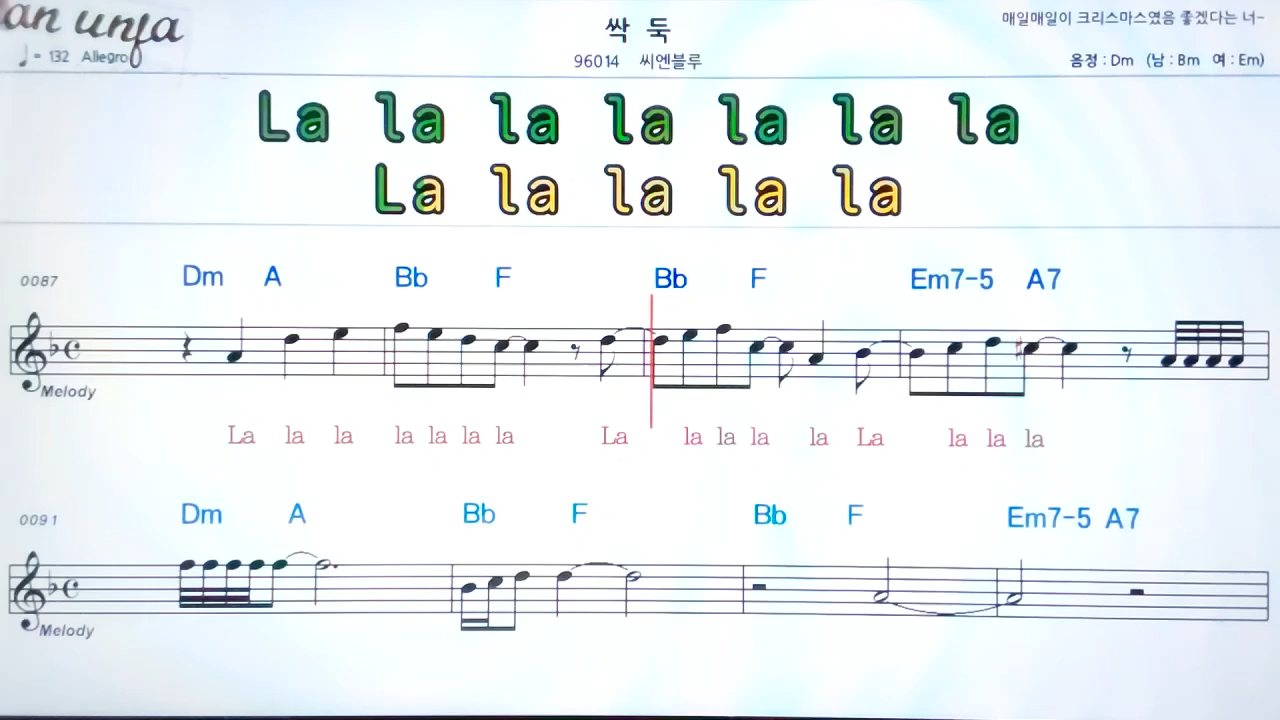 an unfa
싹 둑
매일매일이 크리스마스였음 좋겠다는 너-
♩= 132 Allegro
96014 씨엔블루
음정 : Dm (남 : Bm 여 : Em)
La la la la la la la
La la la la la
0087 Dm A Bb F Bb F Em7-5 A7
Melody
La la la la la la la La la la la la La la la la
0091 Dm A Bb F Bb F Em7-5 A7
Melody